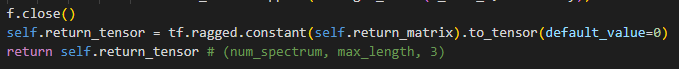 f.close()
self.return_tensor = tf.ragged.constant(self.return_matrix).to_tensor(default_value=0)
return self.return_tensor # (num_spectrum, max_length, 3)